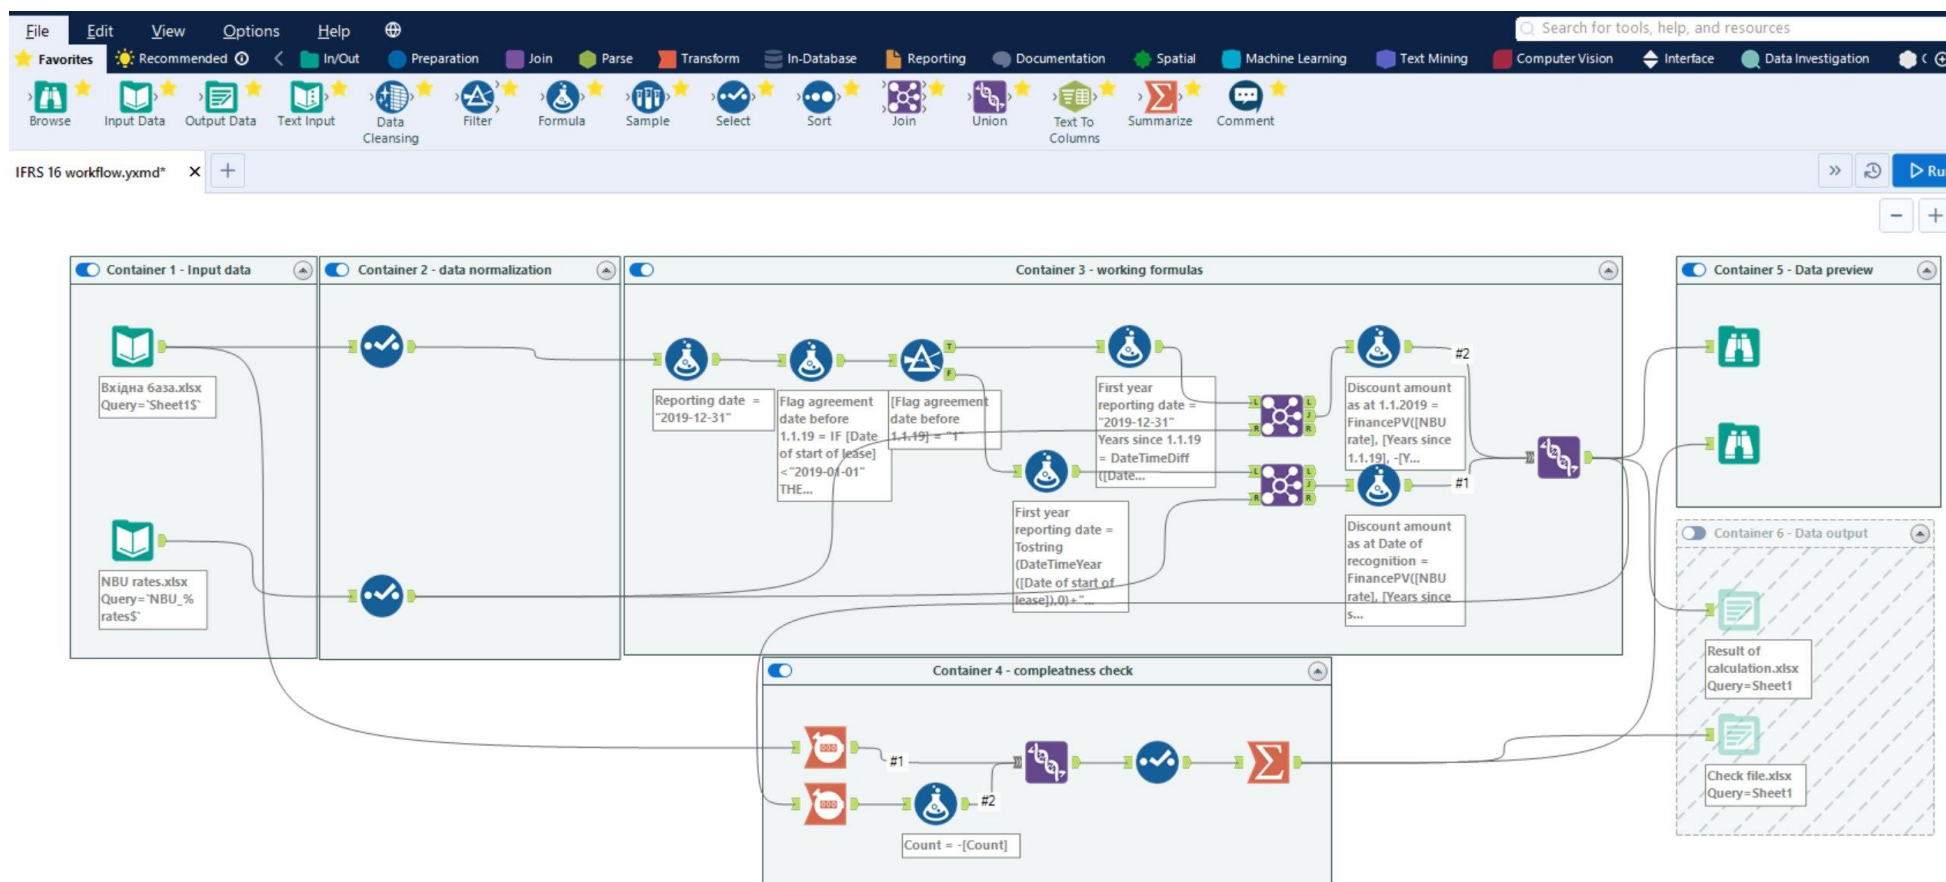 File Edit View Options Help
Search for tools, help, and resources
Favorites Recommended In/Out Preparation Join Parse Transform In-Database Reporting Documentation Spatial Machine Learning Text Mining Computer Vision Interface Data Investigation
Browse Input Data Output Data Text Input Data Cleansing Filter Formula Sample Select Sort Join Union Text To Columns Summarize Comment
IFRS 16 workflow.yxmd*
Ru
Container 1 - Input data
Вхідна база.xlsx
Query=`Sheet1$`
NBU rates.xlsx
Query=`NBU_%
rates$`
Container 2 - data normalization
Container 3 - working formulas
Reporting date =
"2019-12-31"
Flag agreement
date before
1.1.19 = IF [Date
of start of lease]
<"2019-01-01"
THE...
[Flag agreement
date before
1.1.19] = "1"
T
F
First year
reporting date =
"2019-12-31"
Years since 1.1.19
= DateTimeDiff
([Date...
First year
reporting date =
Tostring
(DateTimeYear
([Date of start of
lease]),0)+"...
L
R
L
J
R
L
R
L
J
R
Discount amount
as at 1.1.2019 =
FinancePV([NBU
rate], [Years since
1.1.19], -[Y...
#2
#1
Discount amount
as at Date of
recognition =
FinancePV([NBU
rate], [Years since
s...
Container 4 - compleatness check
#1
#2
Count = -[Count]
Container 5 - Data preview
Container 6 - Data output
Result of
calculation.xlsx
Query=Sheet1
Check file.xlsx
Query=Sheet1